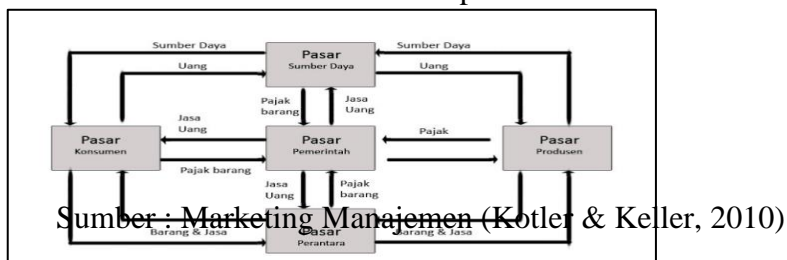 Sumber Daya
Sumber Daya
Pasar
Sumber Daya
Uang
Uang
Pajak
barang
Jasa
Uang
Jasa
Uang
Pajak
Pasar
Konsumen
Pasar
Pemerintah
Pasar
Produsen
Pajak barang
Jasa
Uang
Pajak
barang
Sumber : Marketing Manajemen (Kotler & Keller, 2010)
Barang & Jasa
Pasar
Perantara
Barang & Jasa